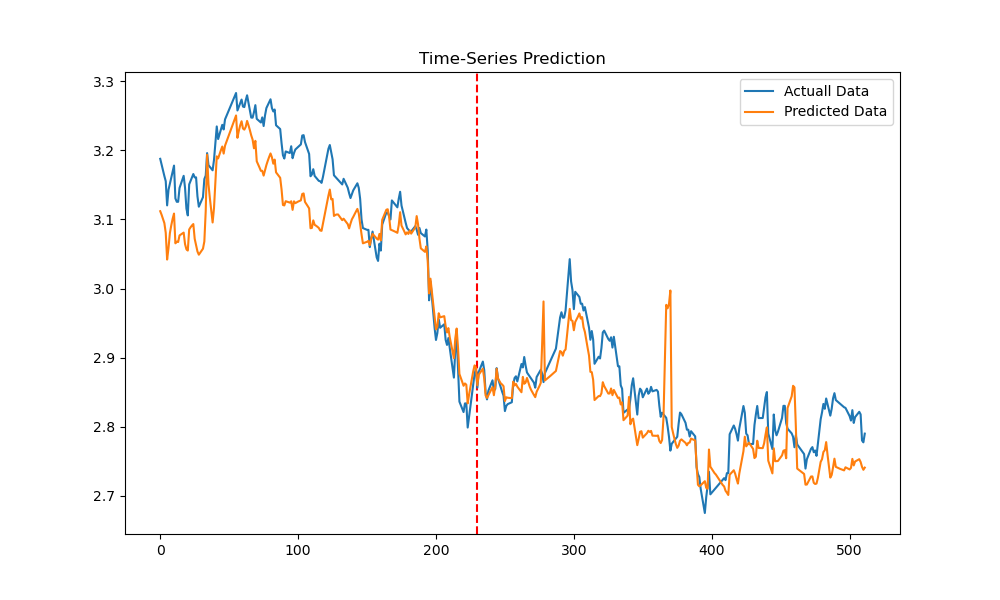 Time-Series Prediction
Actuall Data
Predicted Data
3.3
3.2
3.1
3.0
2.9
2.8
2.7
0 100 200 300 400 500